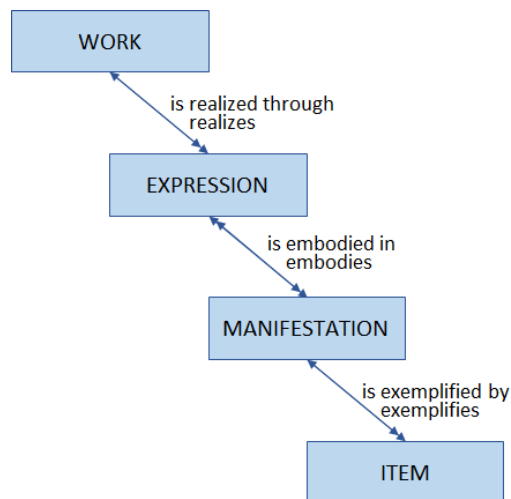 WORK
is realized through
realizes
EXPRESSION
is embodied in
embodies
MANIFESTATION
is exemplified by
exemplifies
ITEM